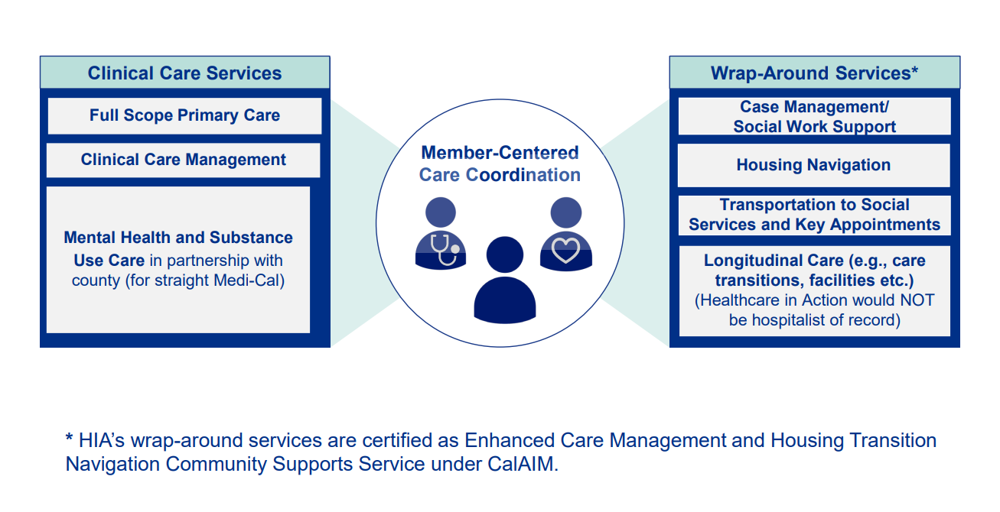 Clinical Care Services
Full Scope Primary Care
Clinical Care Management
Mental Health and Substance
Use Care in partnership with
county (for straight Medi-Cal)
Member-Centered
Care Coordination
Wrap-Around Services*
Case Management/
Social Work Support
Housing Navigation
Transportation to Social
Services and Key Appointments
Longitudinal Care (e.g., care
transitions, facilities etc.)
(Healthcare in Action would NOT
be hospitalist of record)
* HIA’s wrap-around services are certified as Enhanced Care Management and Housing Transition
Navigation Community Supports Service under CalAIM.